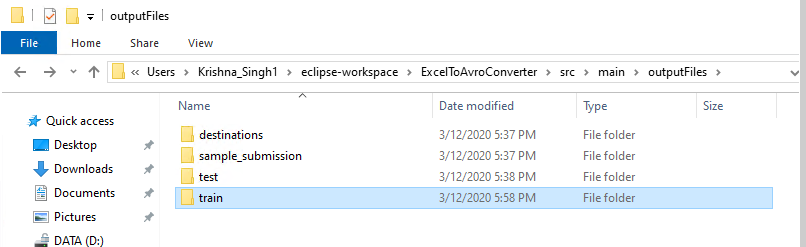 outputFiles
File Home Share View
Users Krishna_Singh1 eclipse-workspace ExcelToAvroConverter src main outputFiles
Name Date modified Type Size
Quick access
destinations 3/12/2020 5:37 PM File folder
Desktop
sample_submission 3/12/2020 5:37 PM File folder
Downloads
test 3/12/2020 5:38 PM File folder
Documents
train 3/12/2020 5:58 PM File folder
Pictures
DATA (D:)